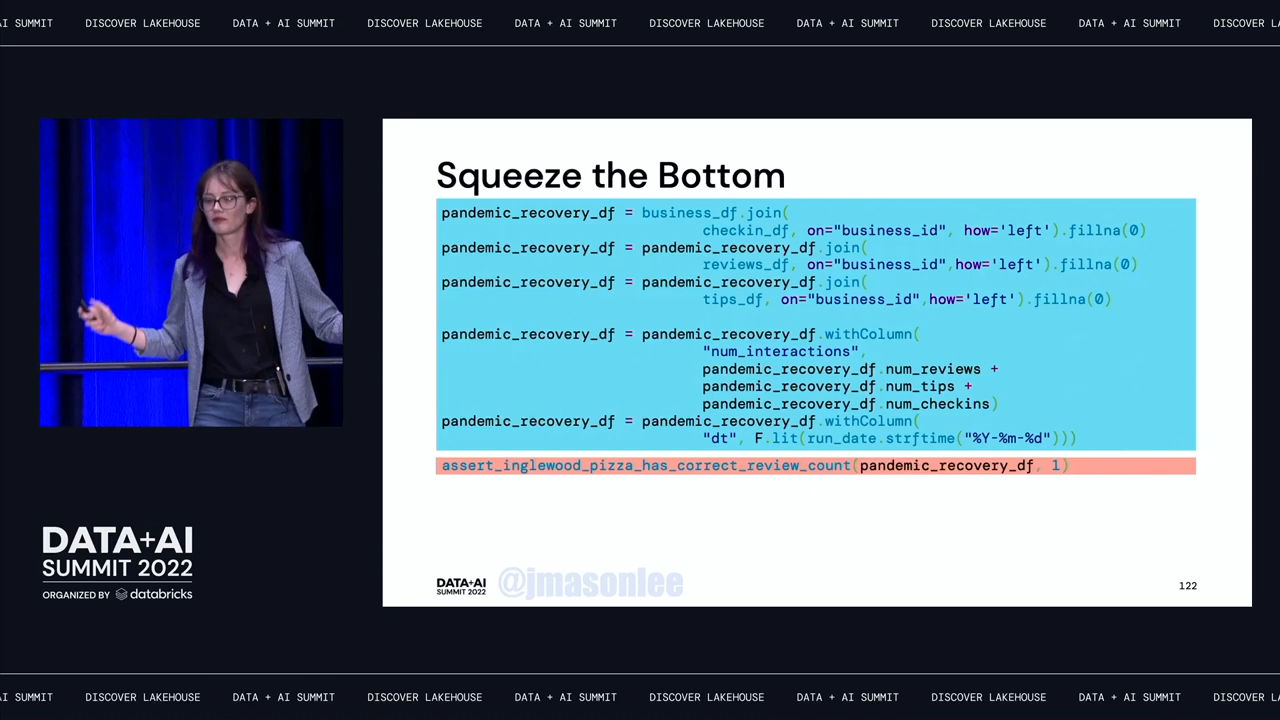 AI SUMMIT DISCOVER LAKEHOUSE DATA + AI SUMMIT DISCOVER LAKEHOUSE DATA + AI SUMMIT DISCOVER LAKEHOUSE DATA + AI SUMMIT DISCOVER LAKEHOUSE DATA + AI SUMMIT DISCOVER
Squeeze the Bottom
pandemic_recovery_df = business_df.join(
checkin_df, on="business_id", how='left').fillna(0)
pandemic_recovery_df = pandemic_recovery_df.join(
reviews_df, on="business_id",how='left').fillna(0)
pandemic_recovery_df = pandemic_recovery_df.join(
tips_df, on="business_id",how='left').fillna(0)
pandemic_recovery_df = pandemic_recovery_df.withColumn(
"num_interactions",
pandemic_recovery_df.num_reviews +
pandemic_recovery_df.num_tips +
pandemic_recovery_df.num_checkins)
pandemic_recovery_df = pandemic_recovery_df.withColumn(
"dt", F.lit(run_date.strftime("%Y-%m-%d")))
assert_inglewood_pizza_has_correct_review_count(pandemic_recovery_df, 1)
DATA+AI
SUMMIT 2022
@jmasonlee
122
DATA+AI
SUMMIT 2022
ORGANIZED BY databricks
AI SUMMIT DISCOVER LAKEHOUSE DATA + AI SUMMIT DISCOVER LAKEHOUSE DATA + AI SUMMIT DISCOVER LAKEHOUSE DATA + AI SUMMIT DISCOVER LAKEHOUSE DATA + AI SUMMIT DISCOVER